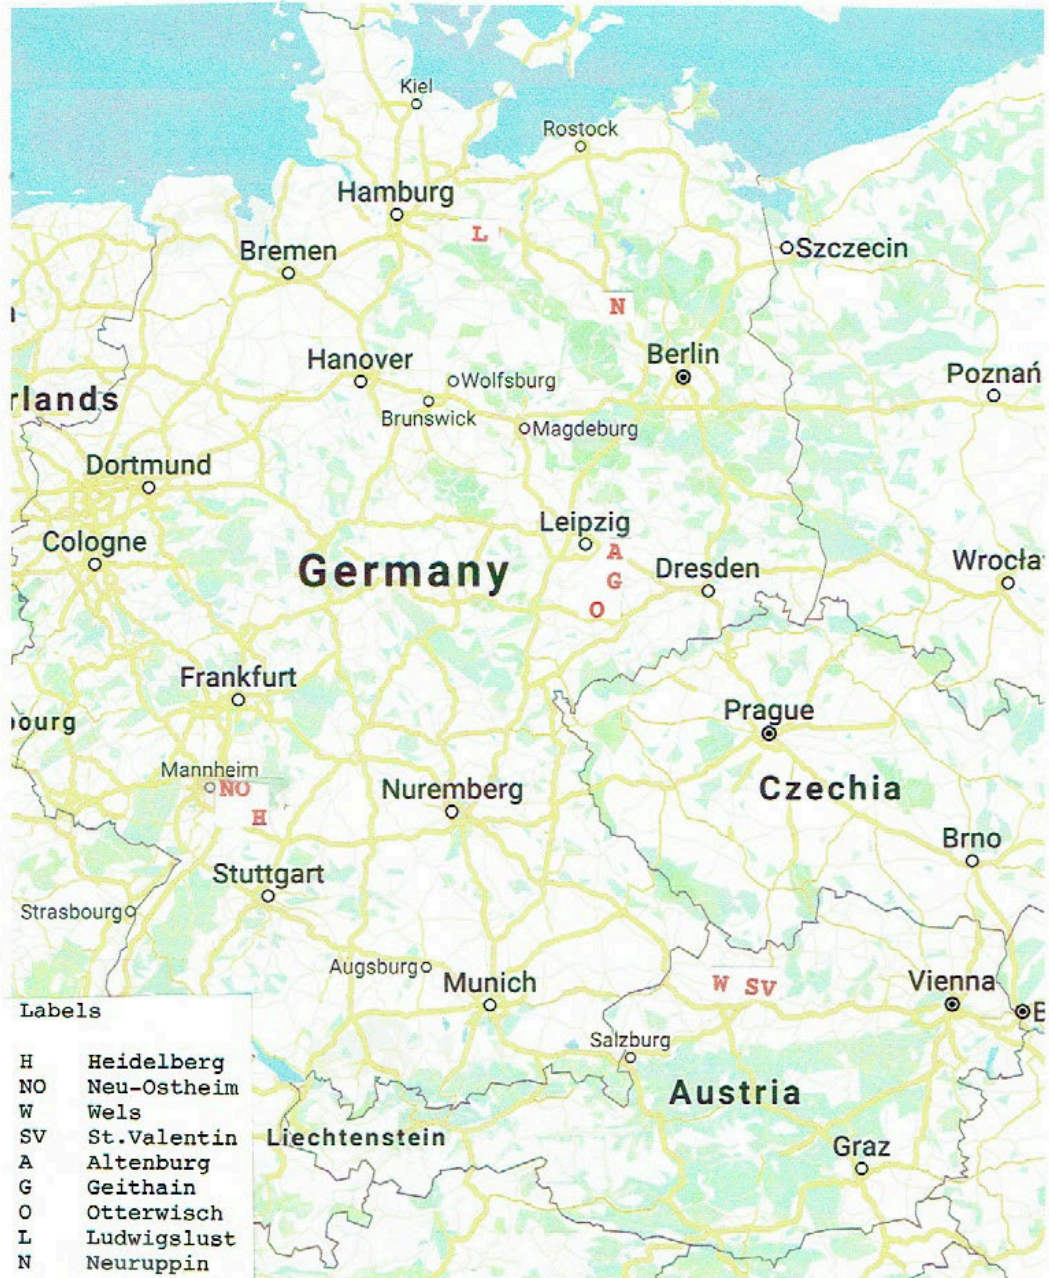 Kiel
Rostock
Hamburg
L
Szczecin
Bremen
N
Hanover
Berlin
Wolfsburg
Poznań
rlands
Brunswick
Magdeburg
Dortmund
Leipzig
Cologne
A
Germany
Dresden
Wrocła
G
O
Frankfurt
bourg
Prague
Mannheim
NO
Nuremberg
Czechia
H
Brno
Stuttgart
Strasbourg
Augsburg
Munich
W SV
Vienna
Labels
Salzburg
H Heidelberg
NO Neu-Ostheim
W Wels
SV St.Valentin
A Altenburg
G Geithain
O Otterwisch
L Ludwigslust
N Neuruppin
Austria
Liechtenstein
Graz